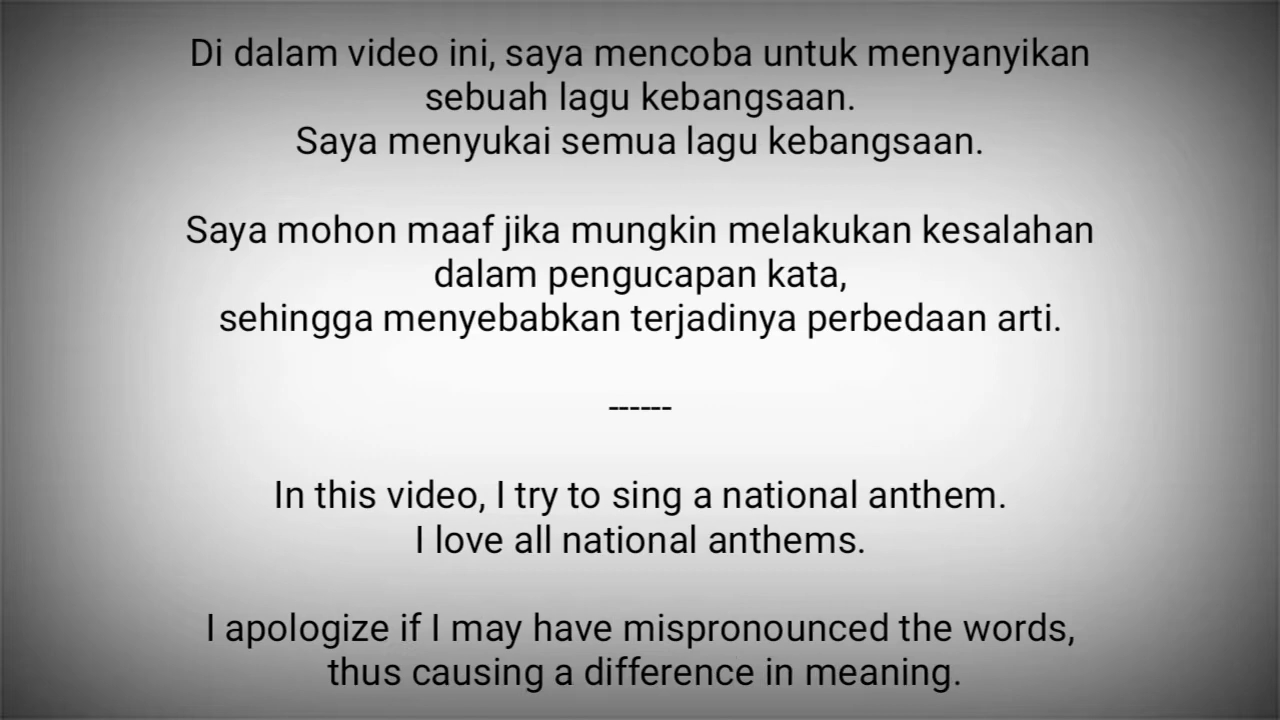 Di dalam video ini, saya mencoba untuk menyanyikan
sebuah lagu kebangsaan.
Saya menyukai semua lagu kebangsaan.
Saya mohon maaf jika mungkin melakukan kesalahan
dalam pengucapan kata,
sehingga menyebabkan terjadinya perbedaan arti.
------
In this video, I try to sing a national anthem.
I love all national anthems.
I apologize if I may have mispronounced the words,
thus causing a difference in meaning.